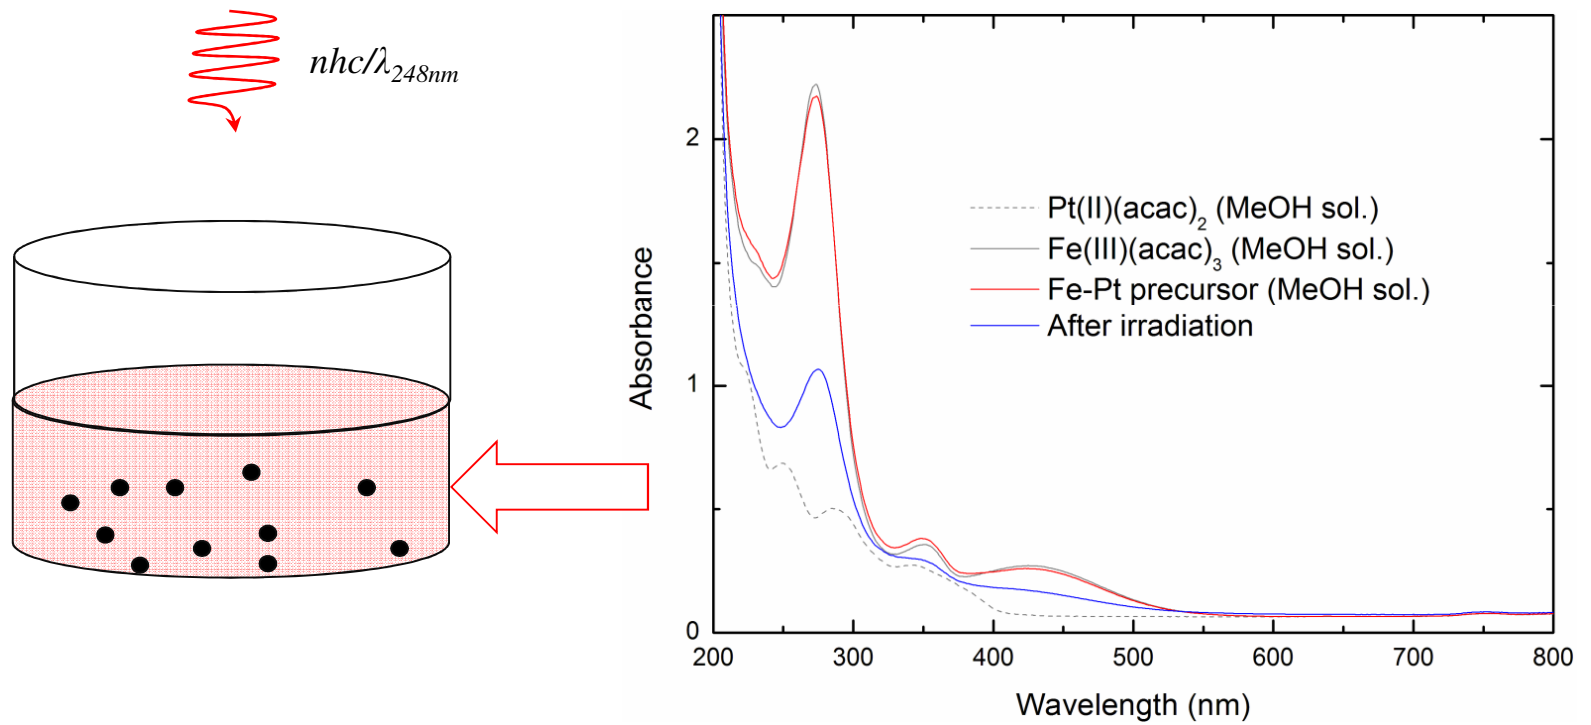 nhc/λ248nm
Pt(II)(acac)2 (MeOH sol.)
Fe(III)(acac)3 (MeOH sol.)
Fe-Pt precursor (MeOH sol.)
After irradiation
Absorbance
2
1
0
200 300 400 500 600 700 800
Wavelength (nm)